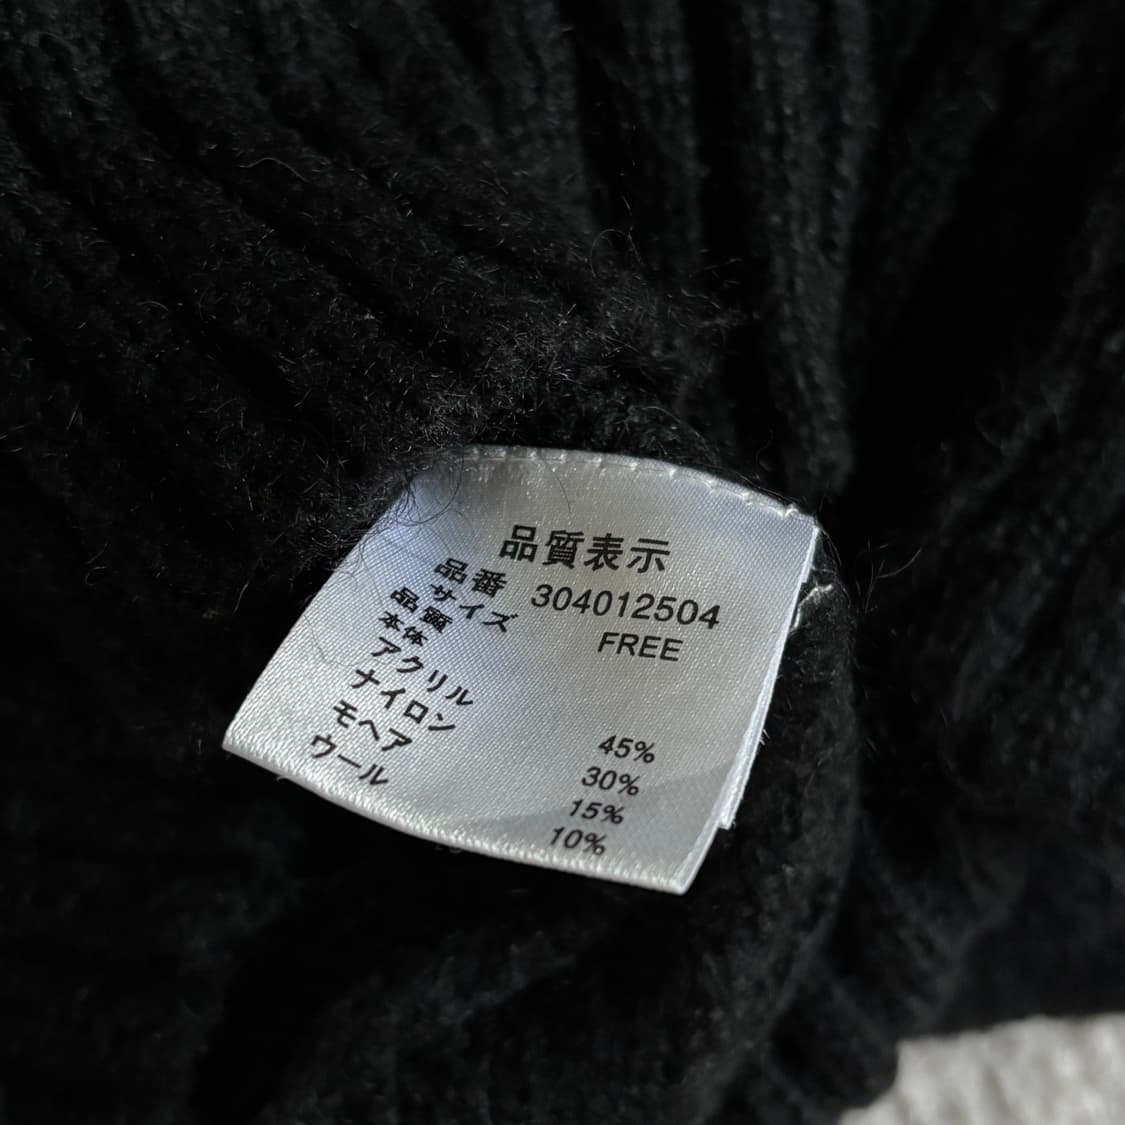 品質表示
品番 304012504
サイズ FREE
品質
本体
アクリル 45%
ナイロン 30%
モヘア 15%
ウール 10%